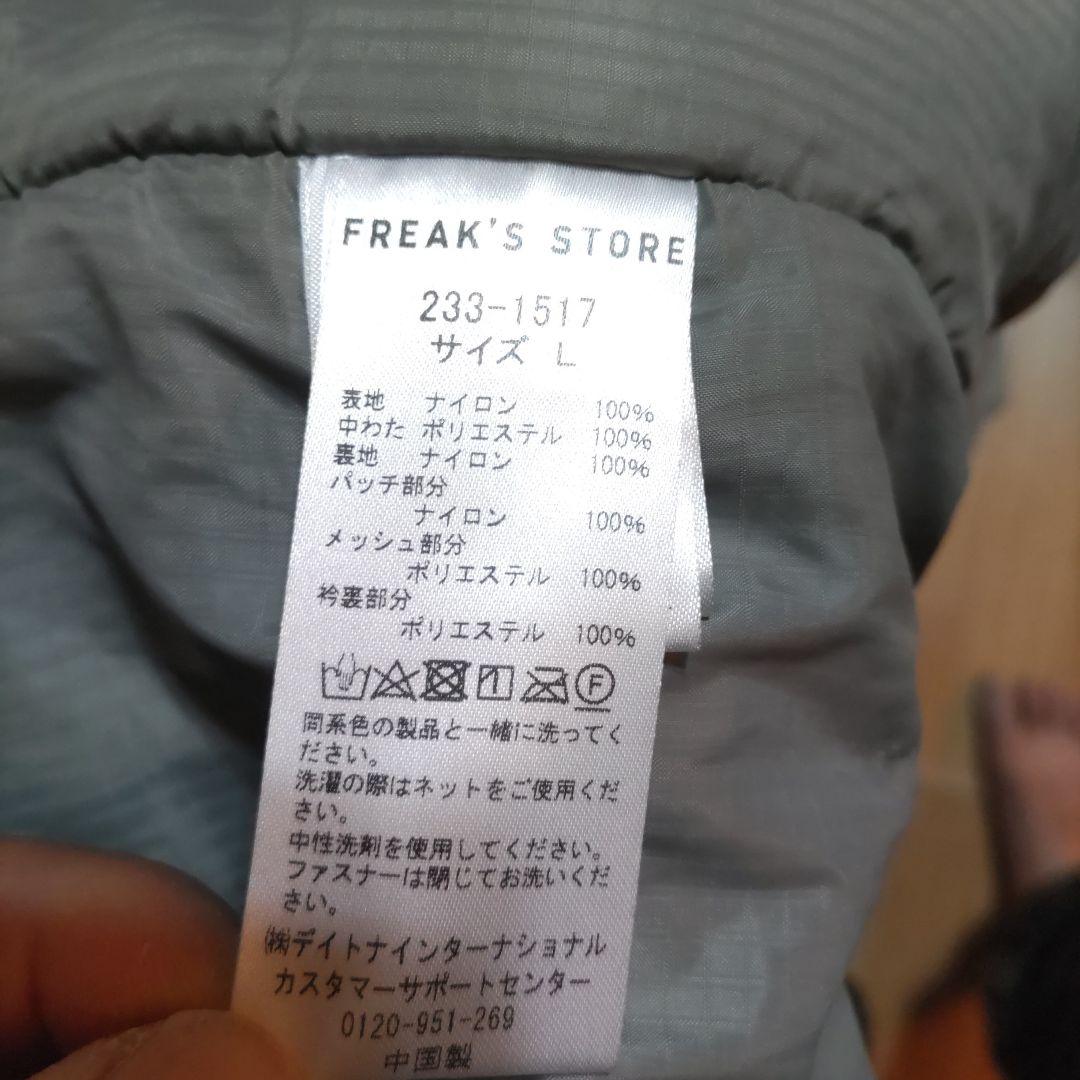 FREAK'S STORE
233-1517
サイズ L
表地 ナイロン 100%
中わた ポリエステル 100%
裏地 ナイロン 100%
パッチ部分
ナイロン 100%
メッシュ部分
ポリエステル 100%
衿裏部分
ポリエステル 100%
F
同系色の製品と一緒に洗ってく
ださい。
洗濯の際はネットをご使用くだ
さい。
中性洗剤を使用してください。
ファスナーは閉じてお洗いくだ
さい。
㈱デイトナインターナショナル
カスタマーサポートセンター
0120-951-269
中国製